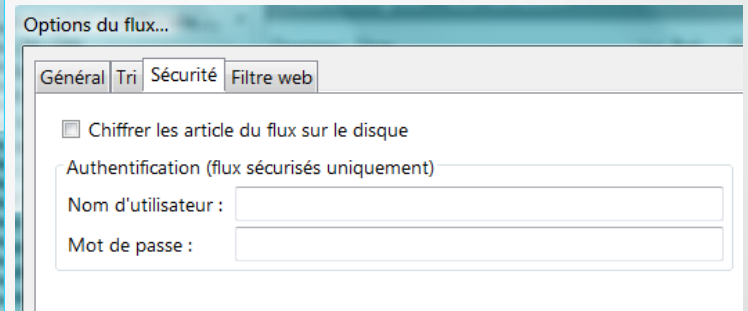 Options du flux...
Général Tri Sécurité Filtre web
Chiffrer les article du flux sur le disque
Authentification (flux sécurisés uniquement)
Nom d'utilisateur :
Mot de passe :